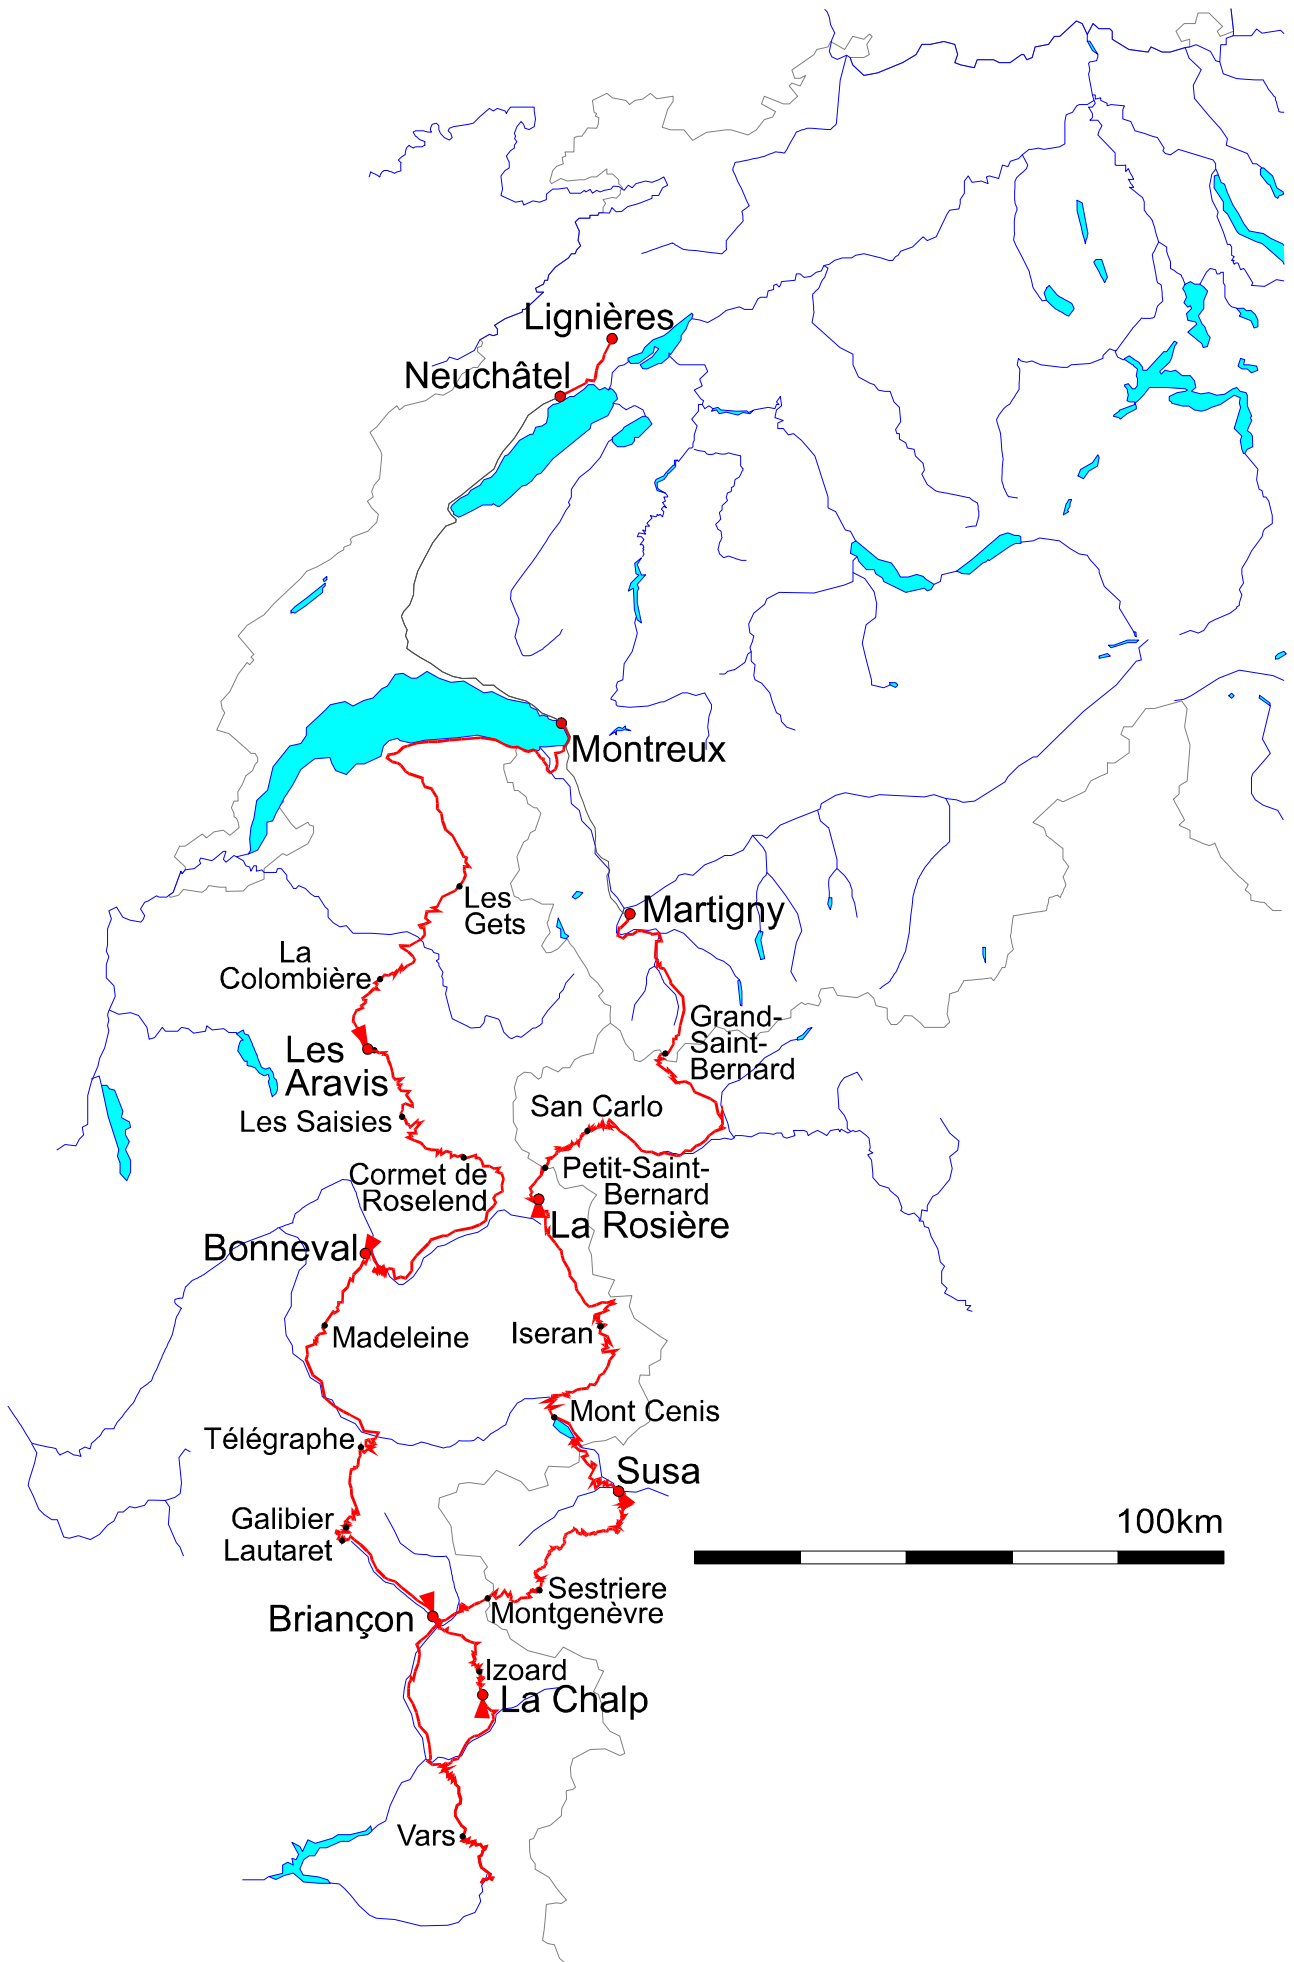 Lignières
Neuchâtel
Montreux
Les
Gets
Martigny
La
Colombière
Grand-
Saint-
Bernard
Les
Aravis
San Carlo
Les Saisies
Cormet de
Roselend
Petit-Saint-
Bernard
La Rosière
Bonneval
Madeleine
Iseran
Mont Cenis
Télégraphe
Susa
Galibier
Lautaret
100km
Sestriere
Montgenèvre
Briançon
Izoard
La Chalp
Vars